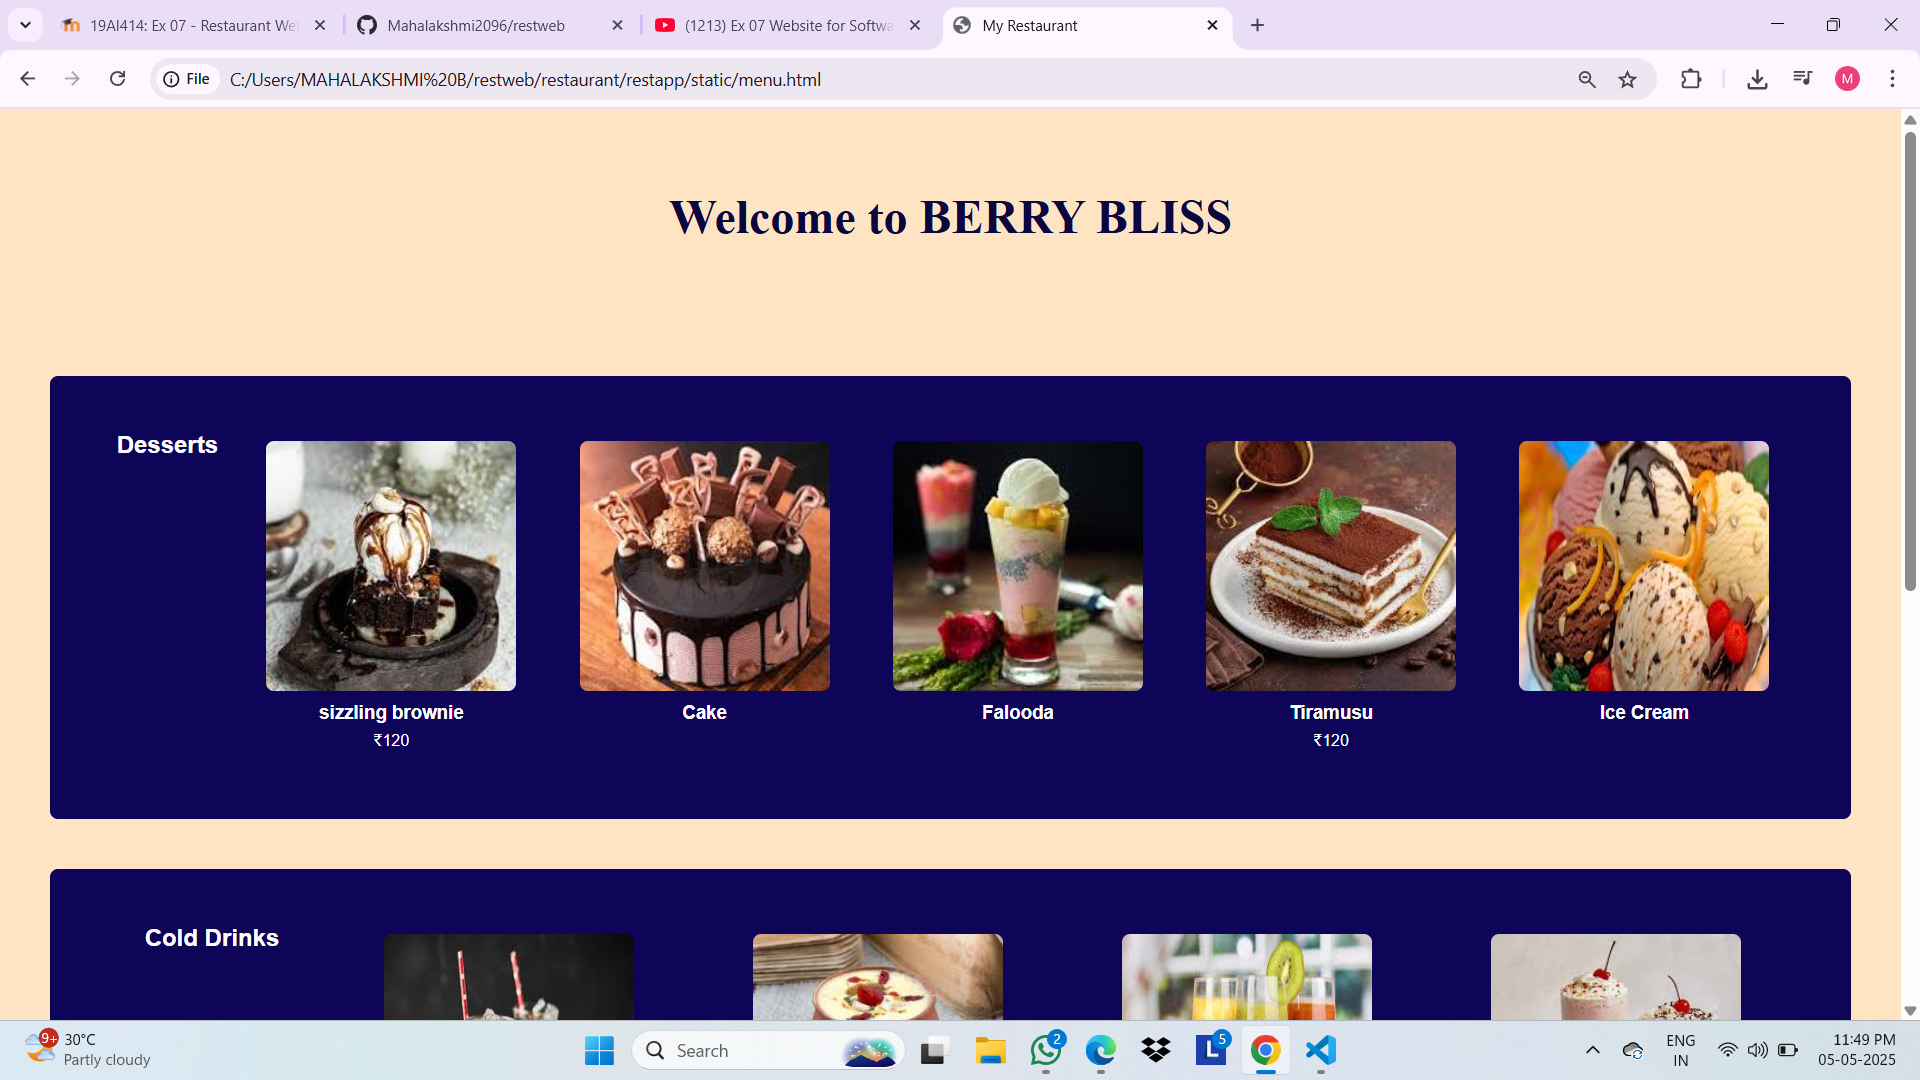 19AI414: Ex 07 - Restaurant We
Mahalakshmi2096/restweb
(1213) Ex 07 Website for Softwa
My Restaurant
File
C:/Users/MAHALAKSHMI%20B/restweb/restaurant/restapp/static/menu.html
M
Welcome to BERRY BLISS
Desserts
sizzling brownie
₹120
Cake
Falooda
Tiramusu
₹120
Ice Cream
Cold Drinks
9+
30°C
Partly cloudy
Search
2
L
5
ENG
IN
11:49 PM
05-05-2025